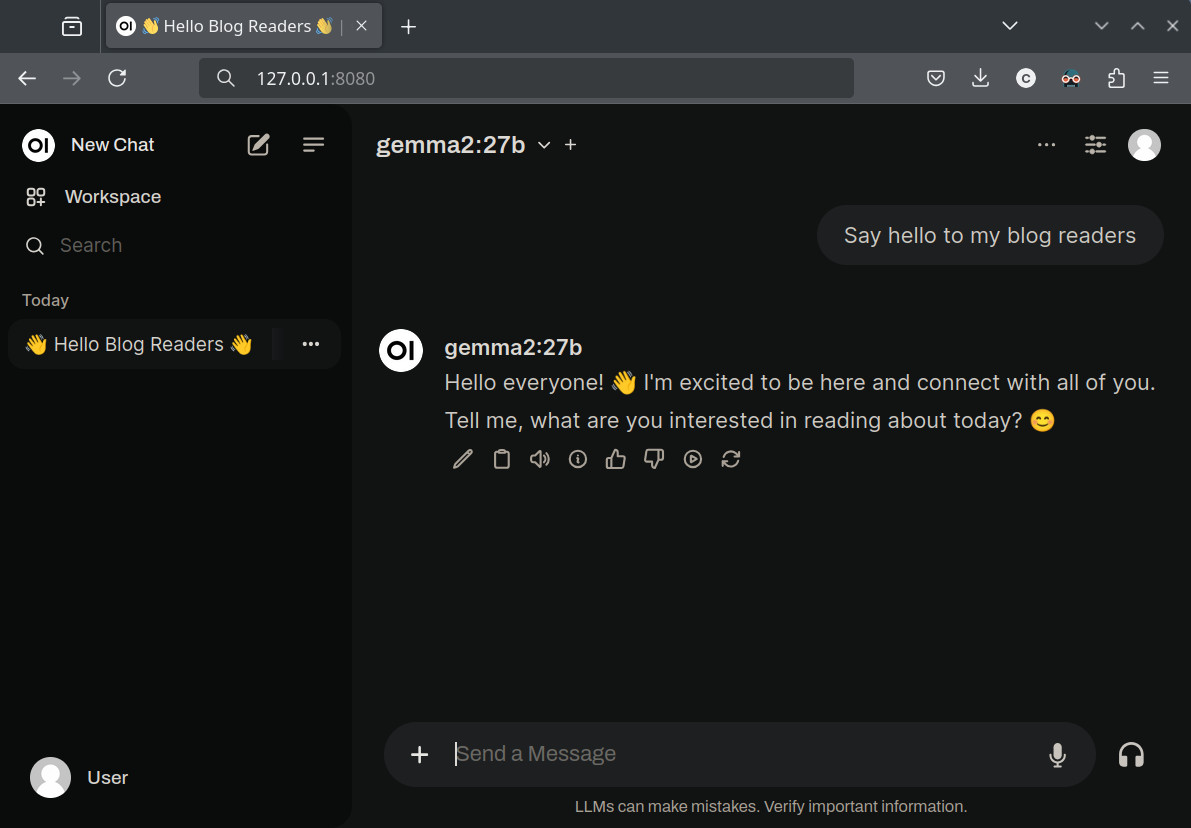 OI 👋 Hello Blog Readers 👋 |
127.0.0.1:8080
C
OI New Chat
Workspace
Search
Today
👋 Hello Blog Readers 👋
User
gemma2:27b
Say hello to my blog readers
OI gemma2:27b
Hello everyone! 👋 I'm excited to be here and connect with all of you.
Tell me, what are you interested in reading about today? 😊
Send a Message
LLMs can make mistakes. Verify important information.